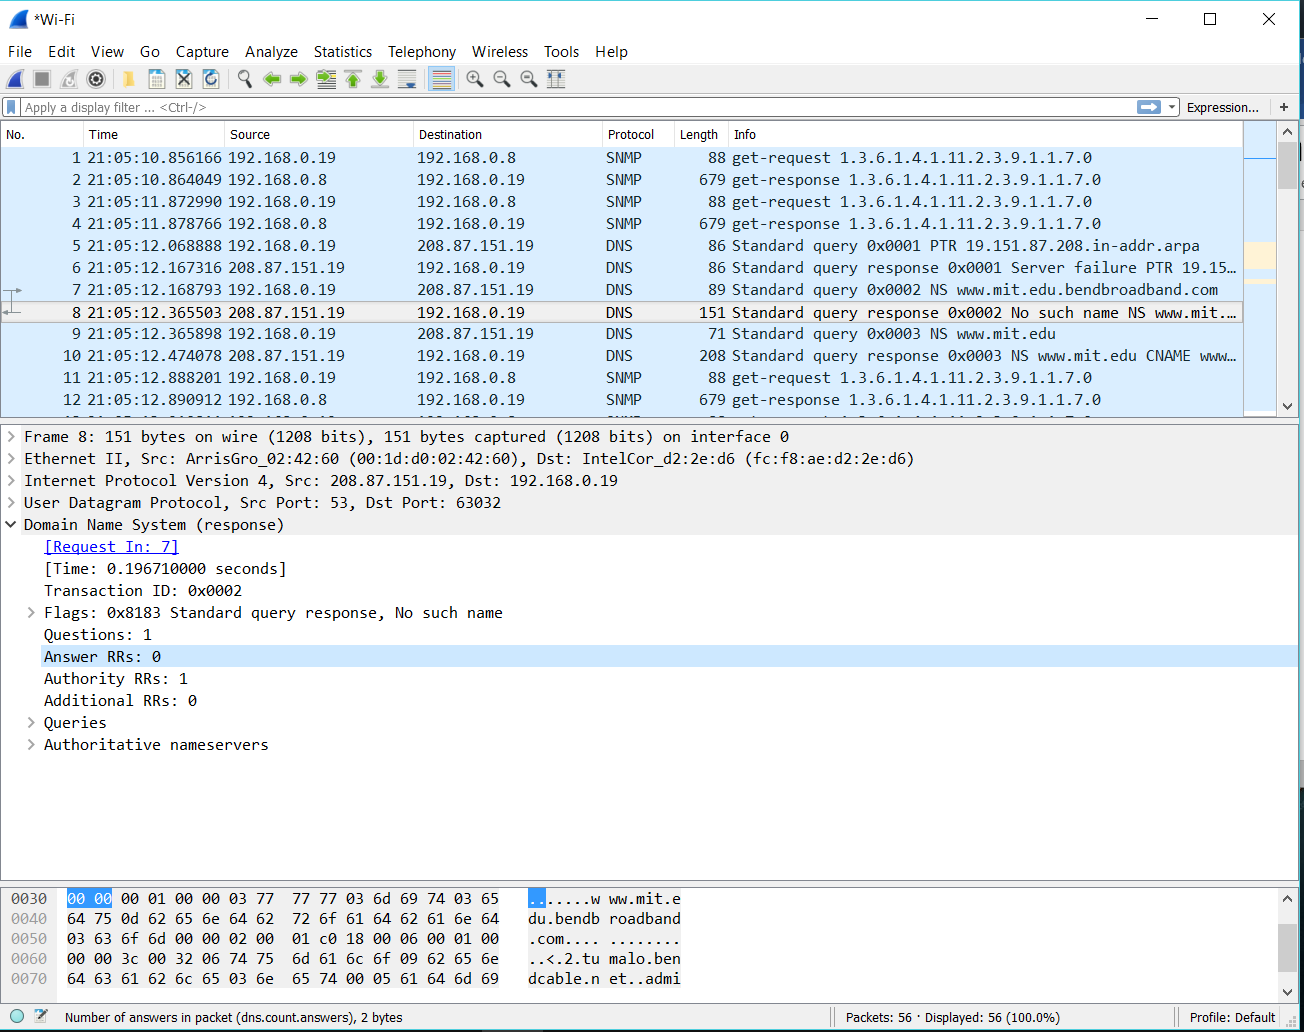 *Wi-Fi
File Edit View Go Capture Analyze Statistics Telephony Wireless Tools Help
Apply a display filter ... <Ctrl-/> Expression... +
No. Time Source Destination Protocol Length Info
1 21:05:10.856166 192.168.0.19 192.168.0.8 SNMP 88 get-request 1.3.6.1.4.1.11.2.3.9.1.1.7.0
2 21:05:10.864049 192.168.0.8 192.168.0.19 SNMP 679 get-response 1.3.6.1.4.1.11.2.3.9.1.1.7.0
3 21:05:11.872990 192.168.0.19 192.168.0.8 SNMP 88 get-request 1.3.6.1.4.1.11.2.3.9.1.1.7.0
4 21:05:11.878766 192.168.0.8 192.168.0.19 SNMP 679 get-response 1.3.6.1.4.1.11.2.3.9.1.1.7.0
5 21:05:12.068888 192.168.0.19 208.87.151.19 DNS 86 Standard query 0x0001 PTR 19.151.87.208.in-addr.arpa
6 21:05:12.167316 208.87.151.19 192.168.0.19 DNS 86 Standard query response 0x0001 Server failure PTR 19.15…
7 21:05:12.168793 192.168.0.19 208.87.151.19 DNS 89 Standard query 0x0002 NS www.mit.edu.bendbroadband.com
8 21:05:12.365503 208.87.151.19 192.168.0.19 DNS 151 Standard query response 0x0002 No such name NS www.mit.…
9 21:05:12.365898 192.168.0.19 208.87.151.19 DNS 71 Standard query 0x0003 NS www.mit.edu
10 21:05:12.474078 208.87.151.19 192.168.0.19 DNS 208 Standard query response 0x0003 NS www.mit.edu CNAME www…
11 21:05:12.888201 192.168.0.19 192.168.0.8 SNMP 88 get-request 1.3.6.1.4.1.11.2.3.9.1.1.7.0
12 21:05:12.890912 192.168.0.8 192.168.0.19 SNMP 679 get-response 1.3.6.1.4.1.11.2.3.9.1.1.7.0
Frame 8: 151 bytes on wire (1208 bits), 151 bytes captured (1208 bits) on interface 0
Ethernet II, Src: ArrisGro_02:42:60 (00:1d:d0:02:42:60), Dst: IntelCor_d2:2e:d6 (fc:f8:ae:d2:2e:d6)
Internet Protocol Version 4, Src: 208.87.151.19, Dst: 192.168.0.19
User Datagram Protocol, Src Port: 53, Dst Port: 63032
Domain Name System (response)
[Request In: 7]
[Time: 0.196710000 seconds]
Transaction ID: 0x0002
Flags: 0x8183 Standard query response, No such name
Questions: 1
Answer RRs: 0
Authority RRs: 1
Additional RRs: 0
Queries
Authoritative nameservers
0030 00 00 00 01 00 00 03 77 77 77 03 6d 69 74 03 65 .......w ww.mit.e
0040 64 75 0d 62 65 6e 64 62 72 6f 61 64 62 61 6e 64 du.bendb roadband
0050 03 63 6f 6d 00 00 02 00 01 c0 18 00 06 00 01 00 .com.... ........
0060 00 00 3c 00 32 06 74 75 6d 61 6c 6f 09 62 65 6e ..<.2.tu malo.ben
0070 64 63 61 62 6c 65 03 6e 65 74 00 05 61 64 6d 69 dcable.n et..admi
Number of answers in packet (dns.count.answers), 2 bytes Packets: 56 · Displayed: 56 (100.0%) Profile: Default